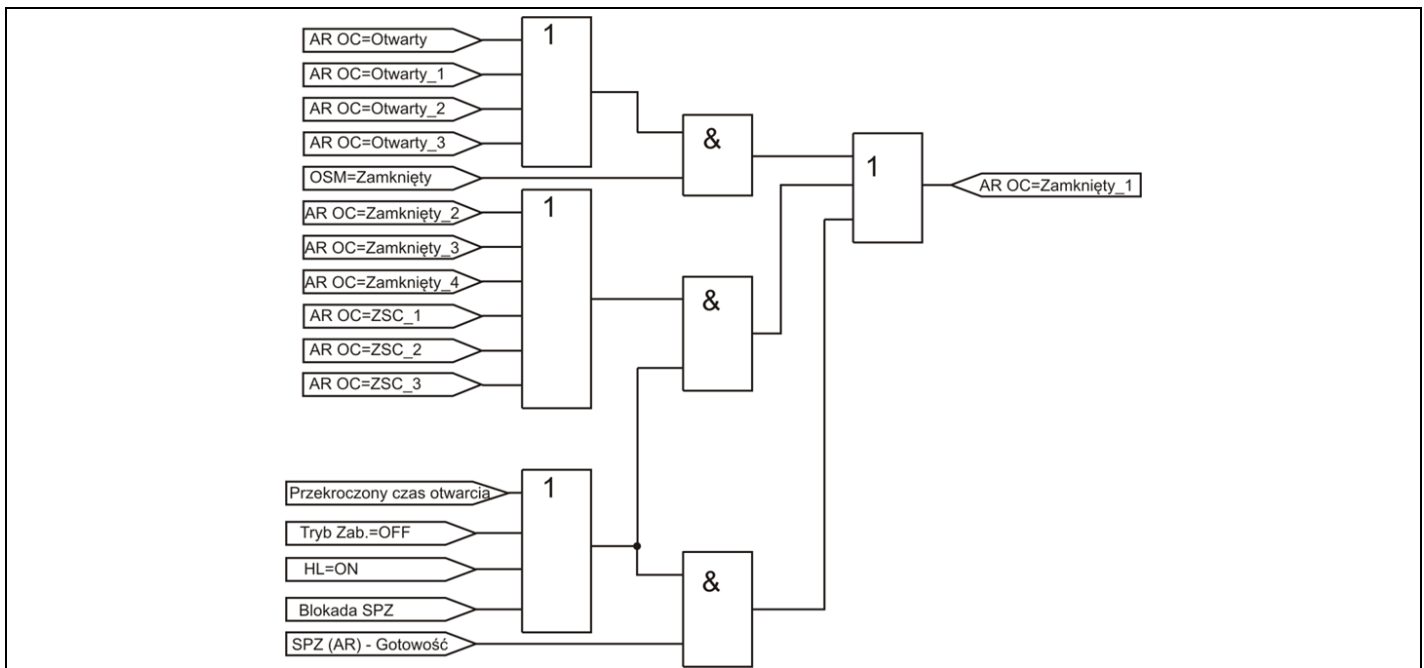 AR OC=Otwarty
1
AR OC=Otwarty_1
AR OC=Otwarty_2
AR OC=Otwarty_3
&
1
OSM=Zamknięty
AR OC=Zamknięty_1
AR OC=Zamknięty_2
1
AR OC=Zamknięty_3
AR OC=Zamknięty_4
&
AR OC=ZSC_1
AR OC=ZSC_2
AR OC=ZSC_3
Przekroczony czas otwarcia
1
Tryb Zab.=OFF
HL=ON
&
Blokada SPZ
SPZ (AR) - Gotowość